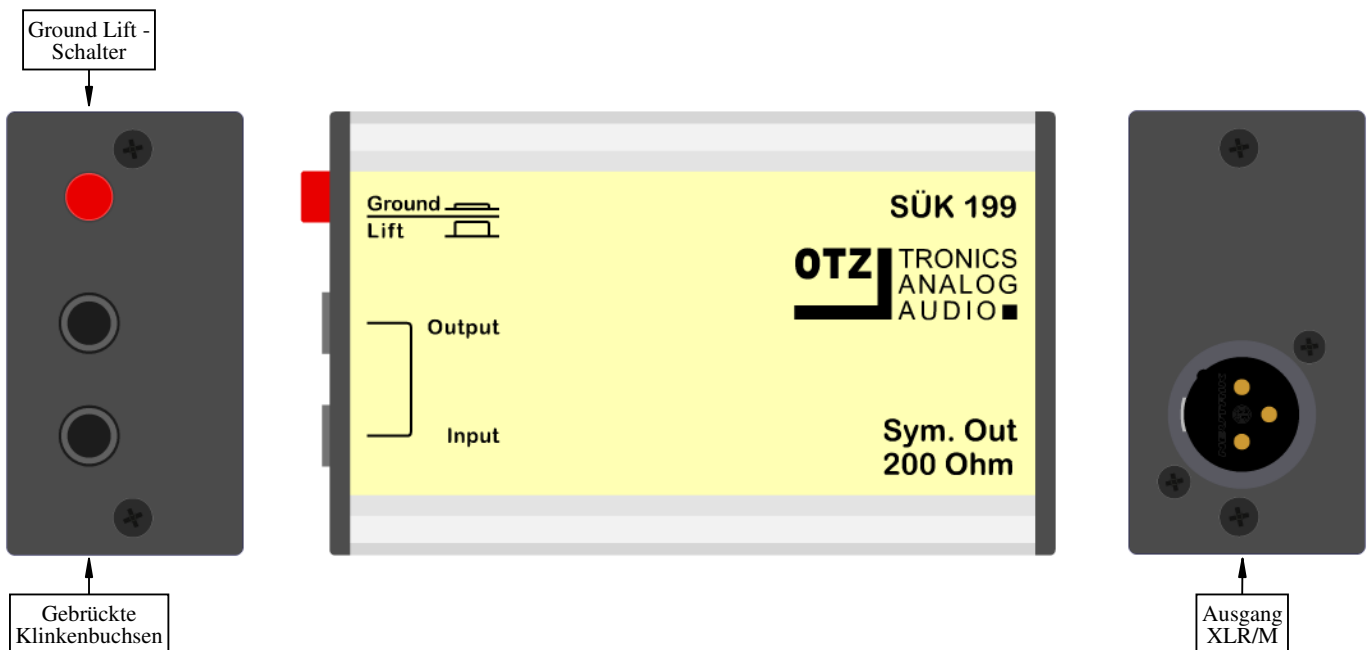 Ground Lift -
Schalter
Ground
Lift
Output
Input
SÜK 199
OTZ
TRONICS
ANALOG
AUDIO
Sym. Out
200 Ohm
Gebrückte
Klinkenbuchsen
Ausgang
XLR/M